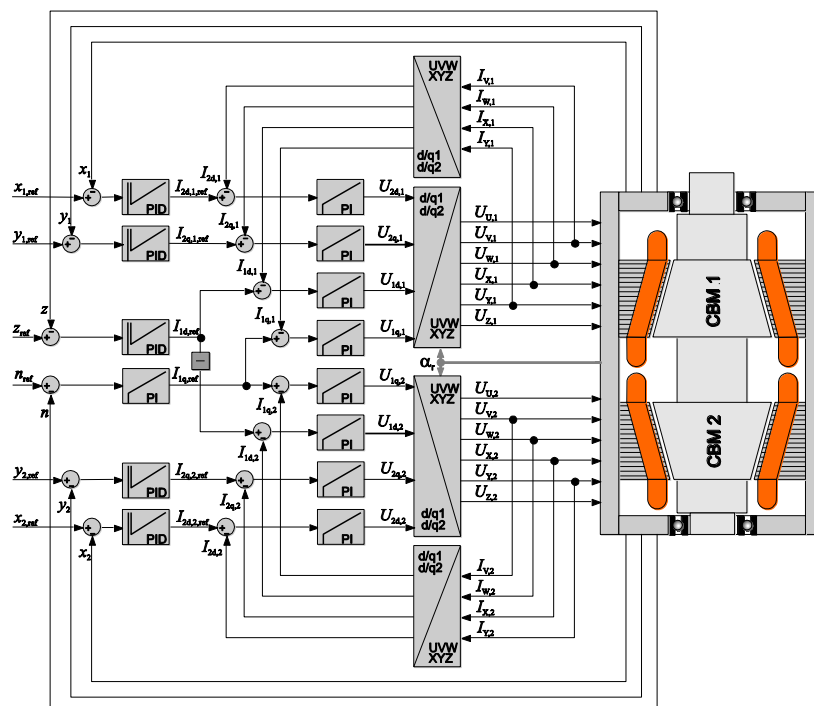 UVW
XYZ
d/q1
d/q2
I_V,1
I_W,1
I_X,1
I_Y,1
x_1
I_2d,1
x_1,ref
PID
I_2d,1,ref
PI
U_2d,1
d/q1
d/q2
U_U,1
y_1
I_2q,1
y_1,ref
PID
I_2q,1,ref
PI
U_2q,1
U_V,1
U_W,1
I_1d,1
PI
U_1d,1
U_X,1
U_Y,1
z
z_ref
PID
I_1d,ref
I_1q,1
PI
U_1q,1
UVW
XYZ
U_Z,1
CBM 1
α_r
n_ref
n
PI
I_1q,ref
I_1q,2
PI
U_1q,2
UVW
XYZ
U_U,2
U_V,2
I_1d,2
PI
U_1d,2
U_W,2
U_X,2
CBM 2
y_2,ref
y_2
PID
I_2q,2,ref
I_2q,2
PI
U_2q,2
U_Y,2
U_Z,2
x_2,ref
x_2
PID
I_2d,2,ref
I_2d,2
PI
U_2d,2
d/q1
d/q2
d/q1
d/q2
I_V,2
I_W,2
I_X,2
I_Y,2
UVW
XYZ